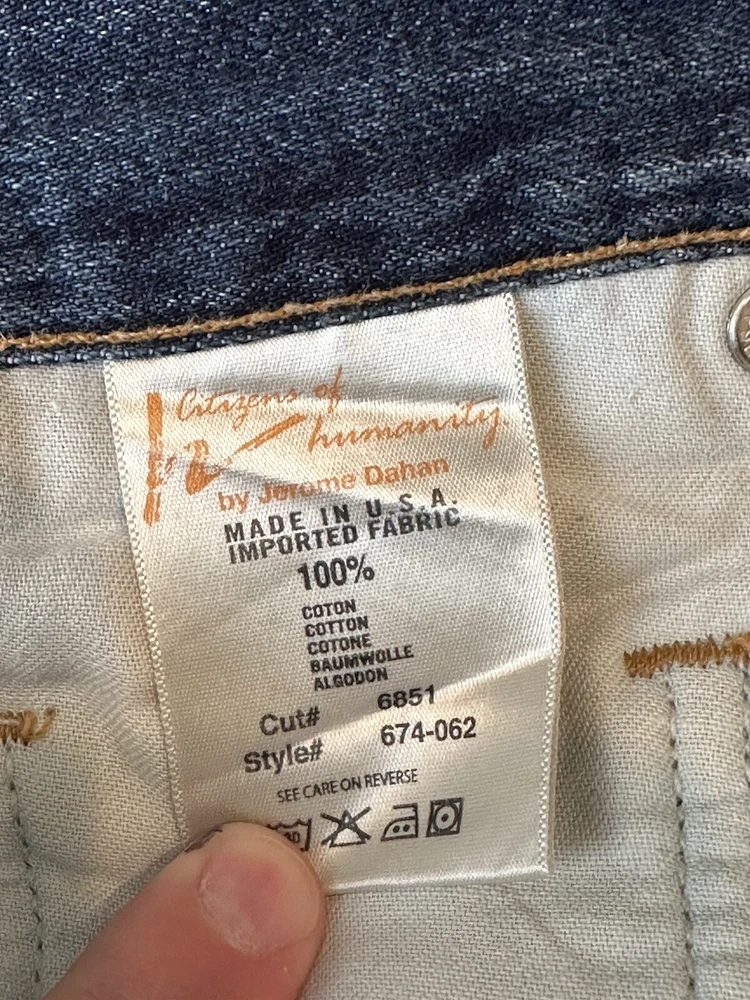 Citizens of
humanity
by Jerome Dahan
MADE IN U.S.A.
IMPORTED FABRIC
100%
COTON
COTTON
COTONE
BAUMWOLLE
ALGODON
Cut# 6851
Style# 674-062
SEE CARE ON REVERSE
30